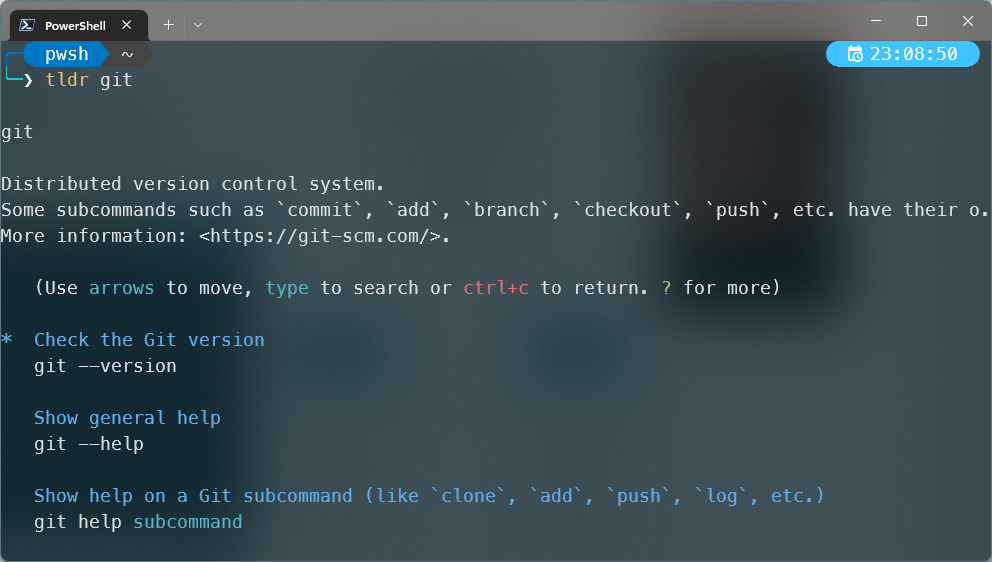 PowerShell
pwsh ~ 23:08:50
❯ tldr git
git
Distributed version control system.
Some subcommands such as `commit`, `add`, `branch`, `checkout`, `push`, etc. have their o.
More information: <https://git-scm.com/>.
(Use arrows to move, type to search or ctrl+c to return. ? for more)
* Check the Git version
git --version
Show general help
git --help
Show help on a Git subcommand (like `clone`, `add`, `push`, `log`, etc.)
git help subcommand